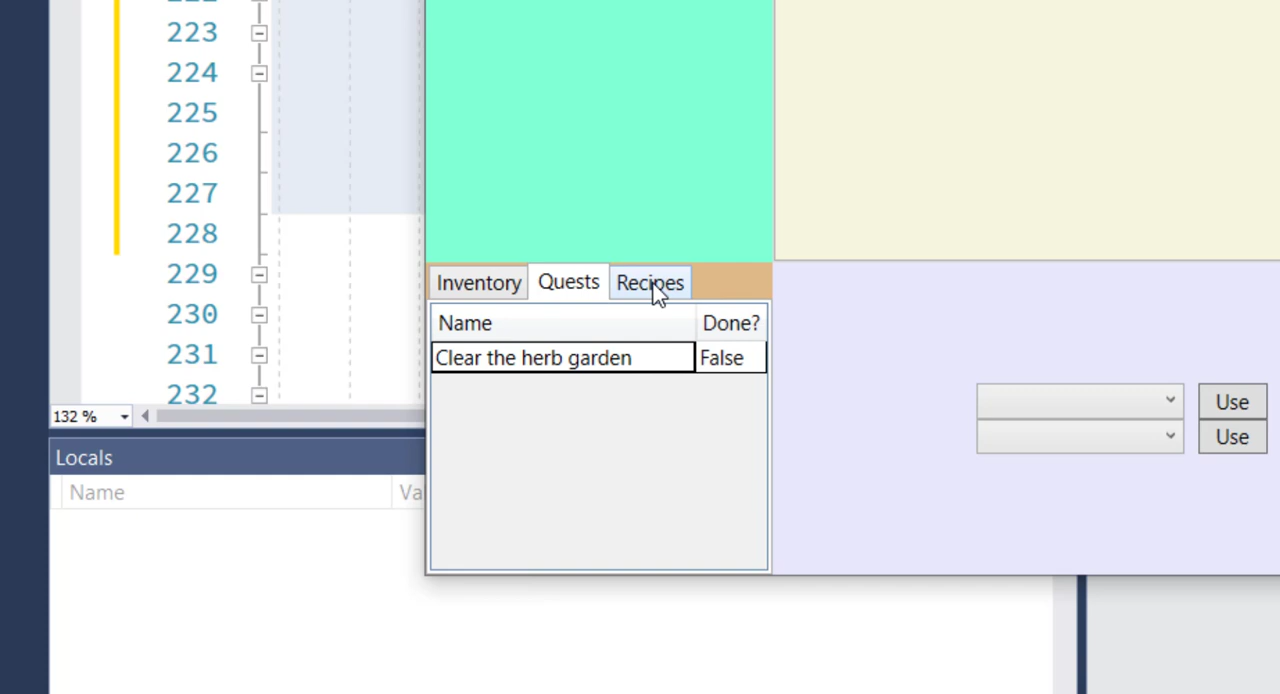 223
224
225
226
227
228
229
230
231
232
132 %
Locals
Name
Va
Inventory Quests Recipes
Name Done?
Clear the herb garden False
Use
Use